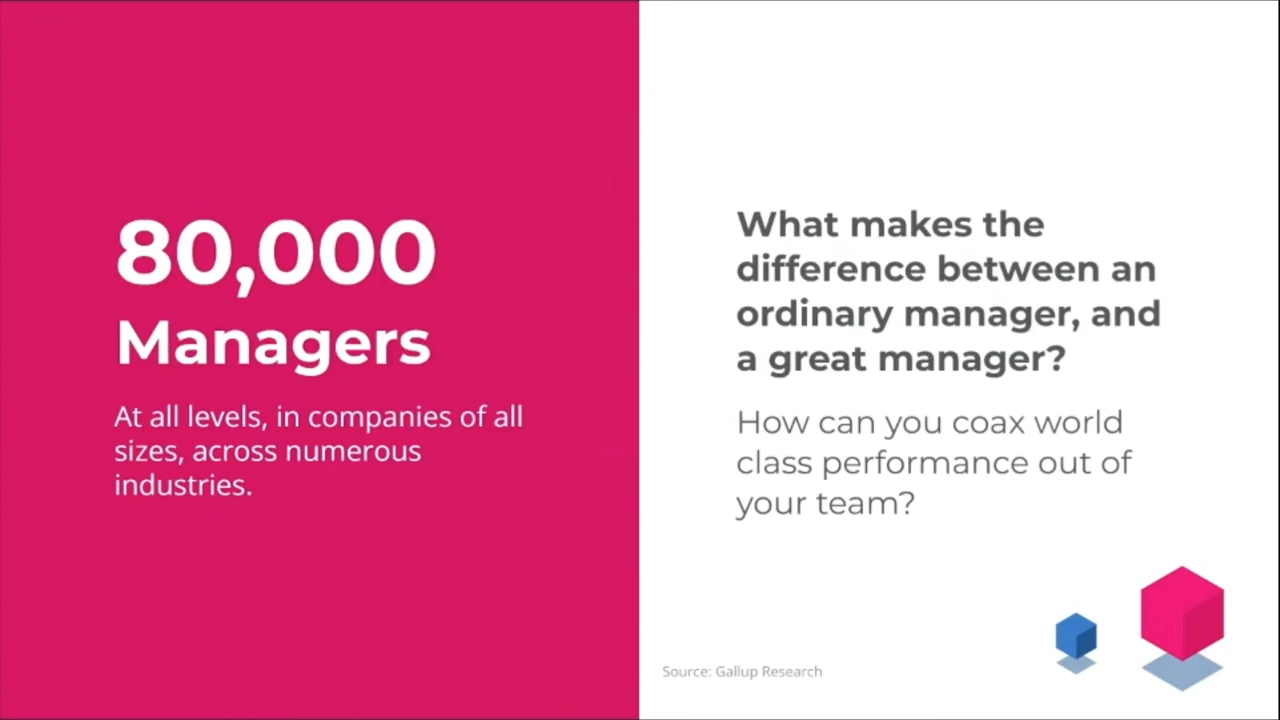 80,000
Managers
At all levels, in companies of all
sizes, across numerous
industries.
What makes the
difference between an
ordinary manager, and
a great manager?
How can you coax world
class performance out of
your team?
Source: Gallup Research